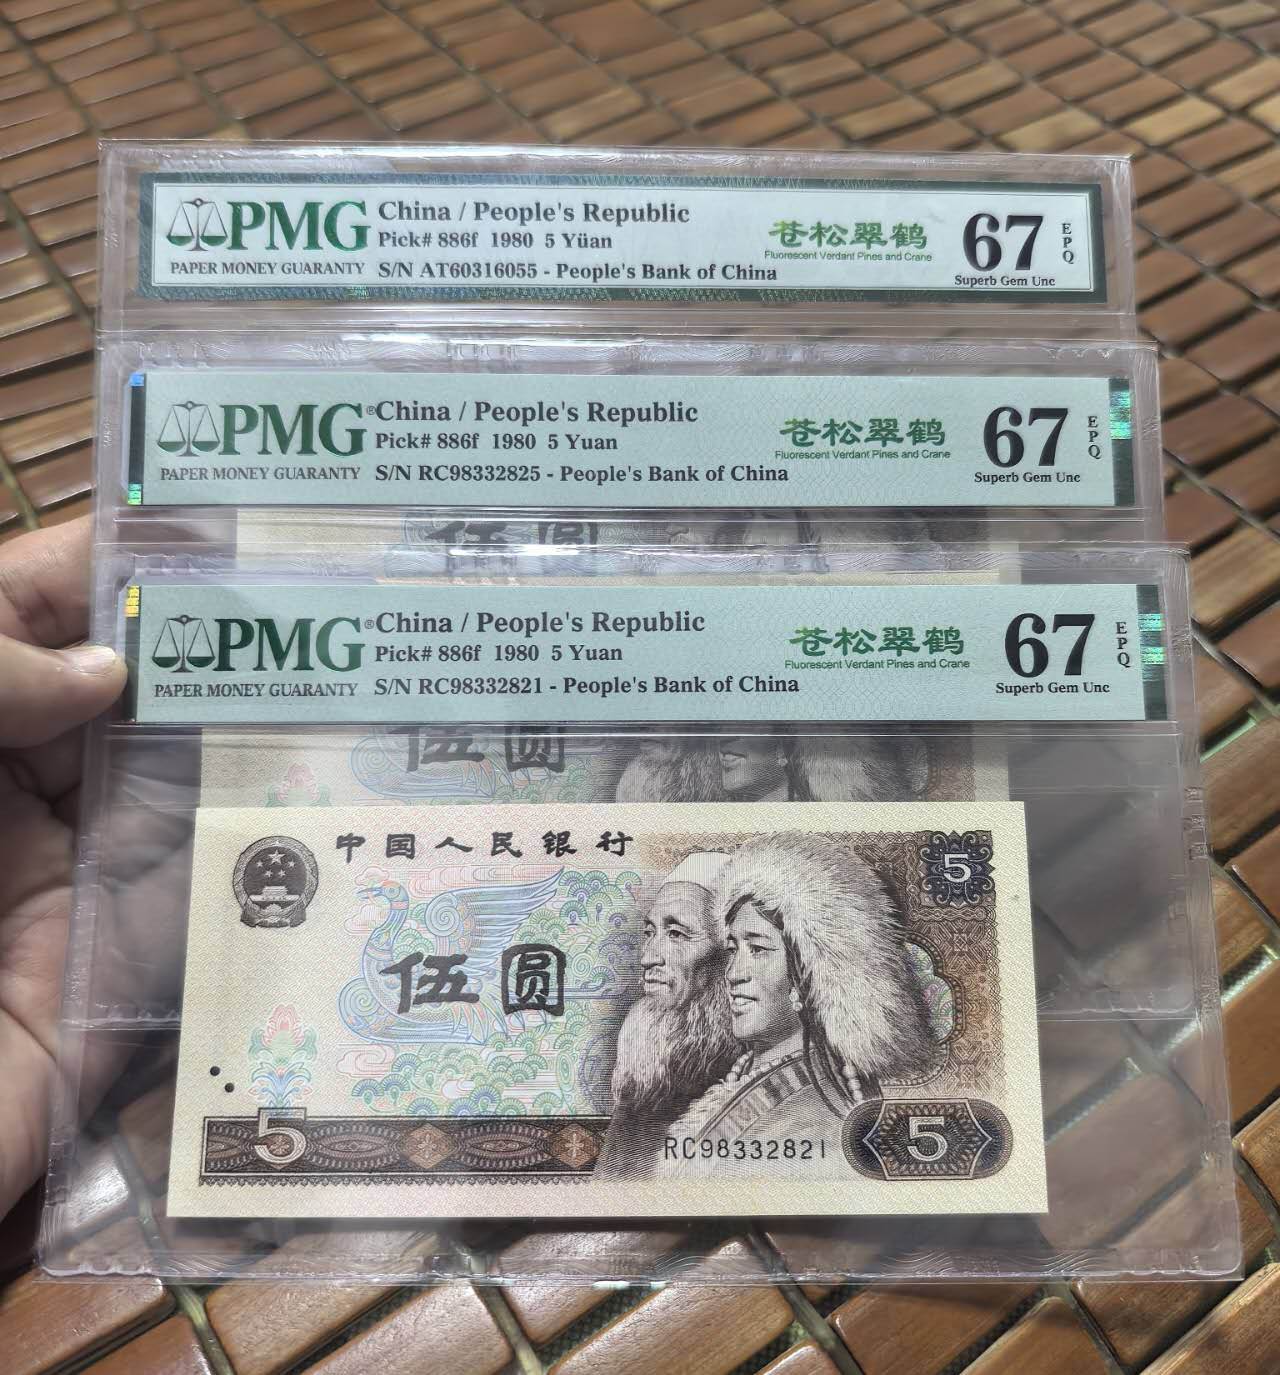 PMG
PAPER MONEY GUARANTY
China / People's Republic
Pick# 886f 1980 5 Yüan
S/N AT60316055 - People's Bank of China
苍松翠鹤
Fluorescent Verdant Pines and Crane
67
EPQ
Superb Gem Unc
PMG®
PAPER MONEY GUARANTY
China / People's Republic
Pick# 886f 1980 5 Yuan
S/N RC98332825 - People's Bank of China
苍松翠鹤
Fluorescent Verdant Pines and Crane
67
EPQ
Superb Gem Unc
伍圆
PMG®
PAPER MONEY GUARANTY
China / People's Republic
Pick# 886f 1980 5 Yuan
S/N RC98332821 - People's Bank of China
苍松翠鹤
Fluorescent Verdant Pines and Crane
67
EPQ
Superb Gem Unc
伍圆
中国人民银行
5
伍圆
5
RC98332821
5